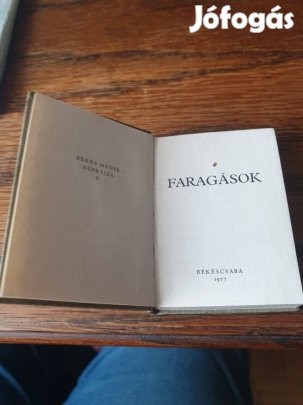 Jófogás
BÉKÉS MEGYE
NÉPRAJZA
FARAGÁSOK
BÉKÉSCSABA
1977